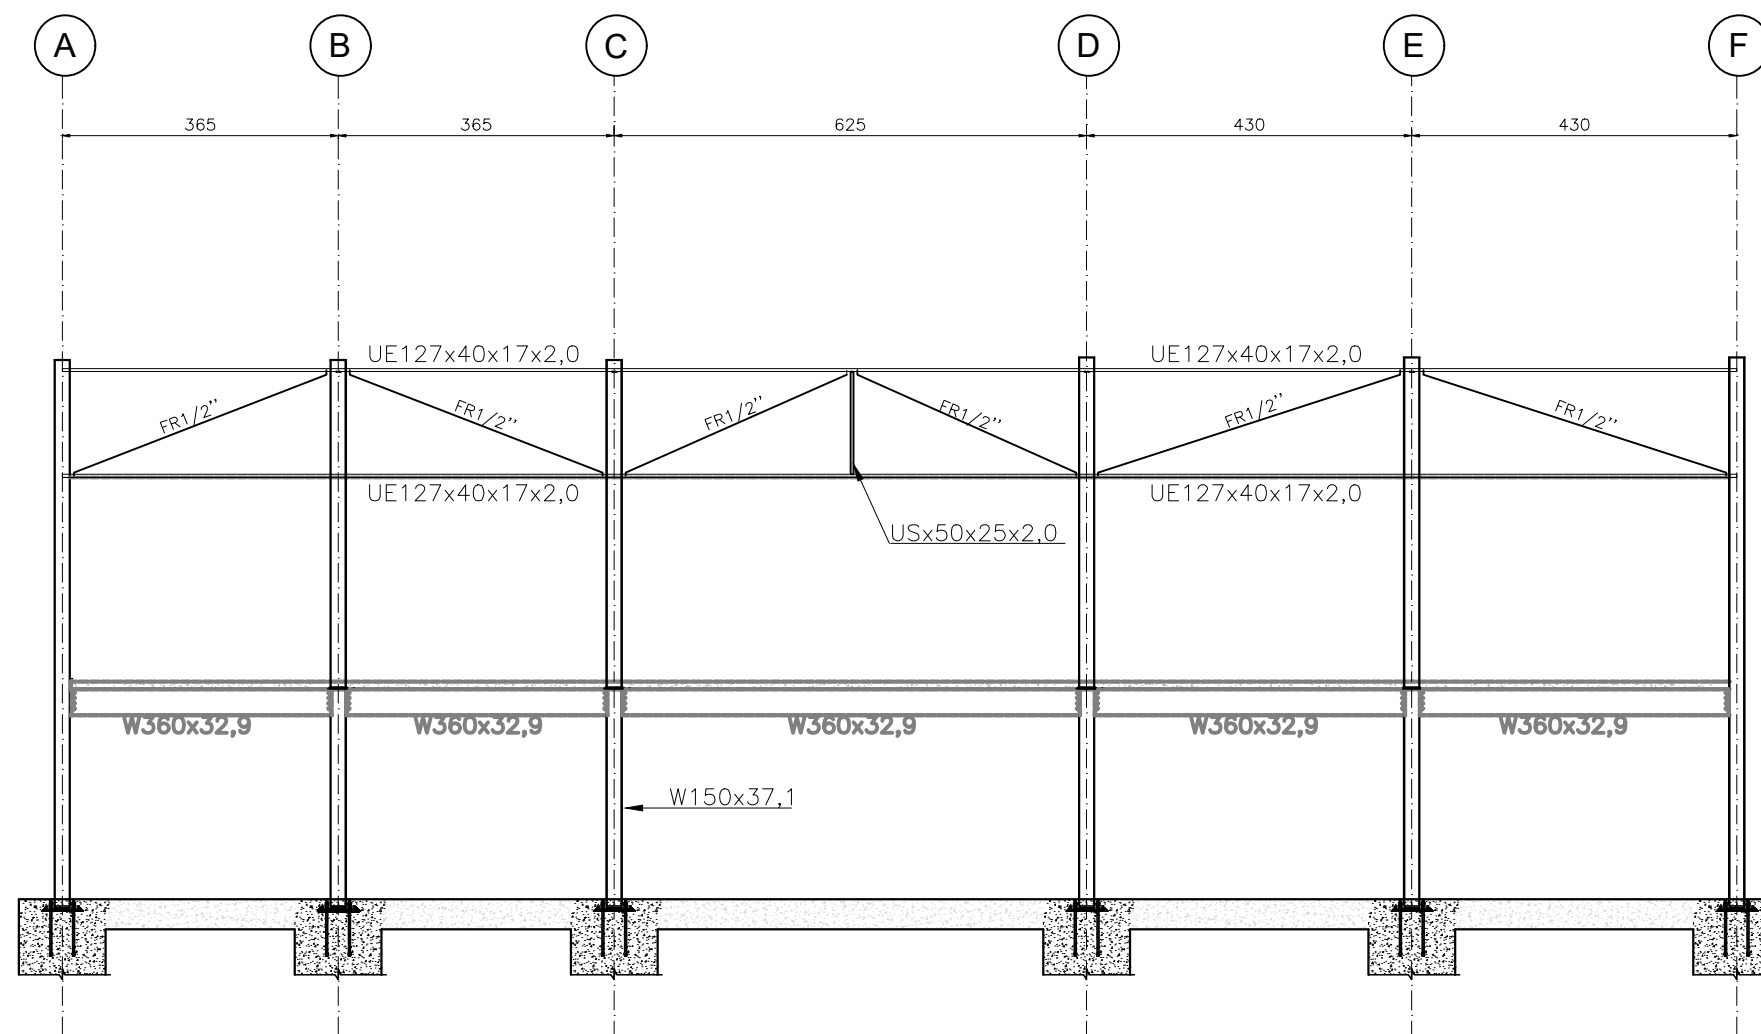 A B C D E F
365 365 625 430 430
UE127x40x17x2,0 UE127x40x17x2,0
FR1/2'' FR1/2'' FR1/2'' FR1/2'' FR1/2'' FR1/2''
UE127x40x17x2,0 UE127x40x17x2,0
USx50x25x2,0
W360x32,9 W360x32,9 W360x32,9 W360x32,9 W360x32,9
W150x37,1